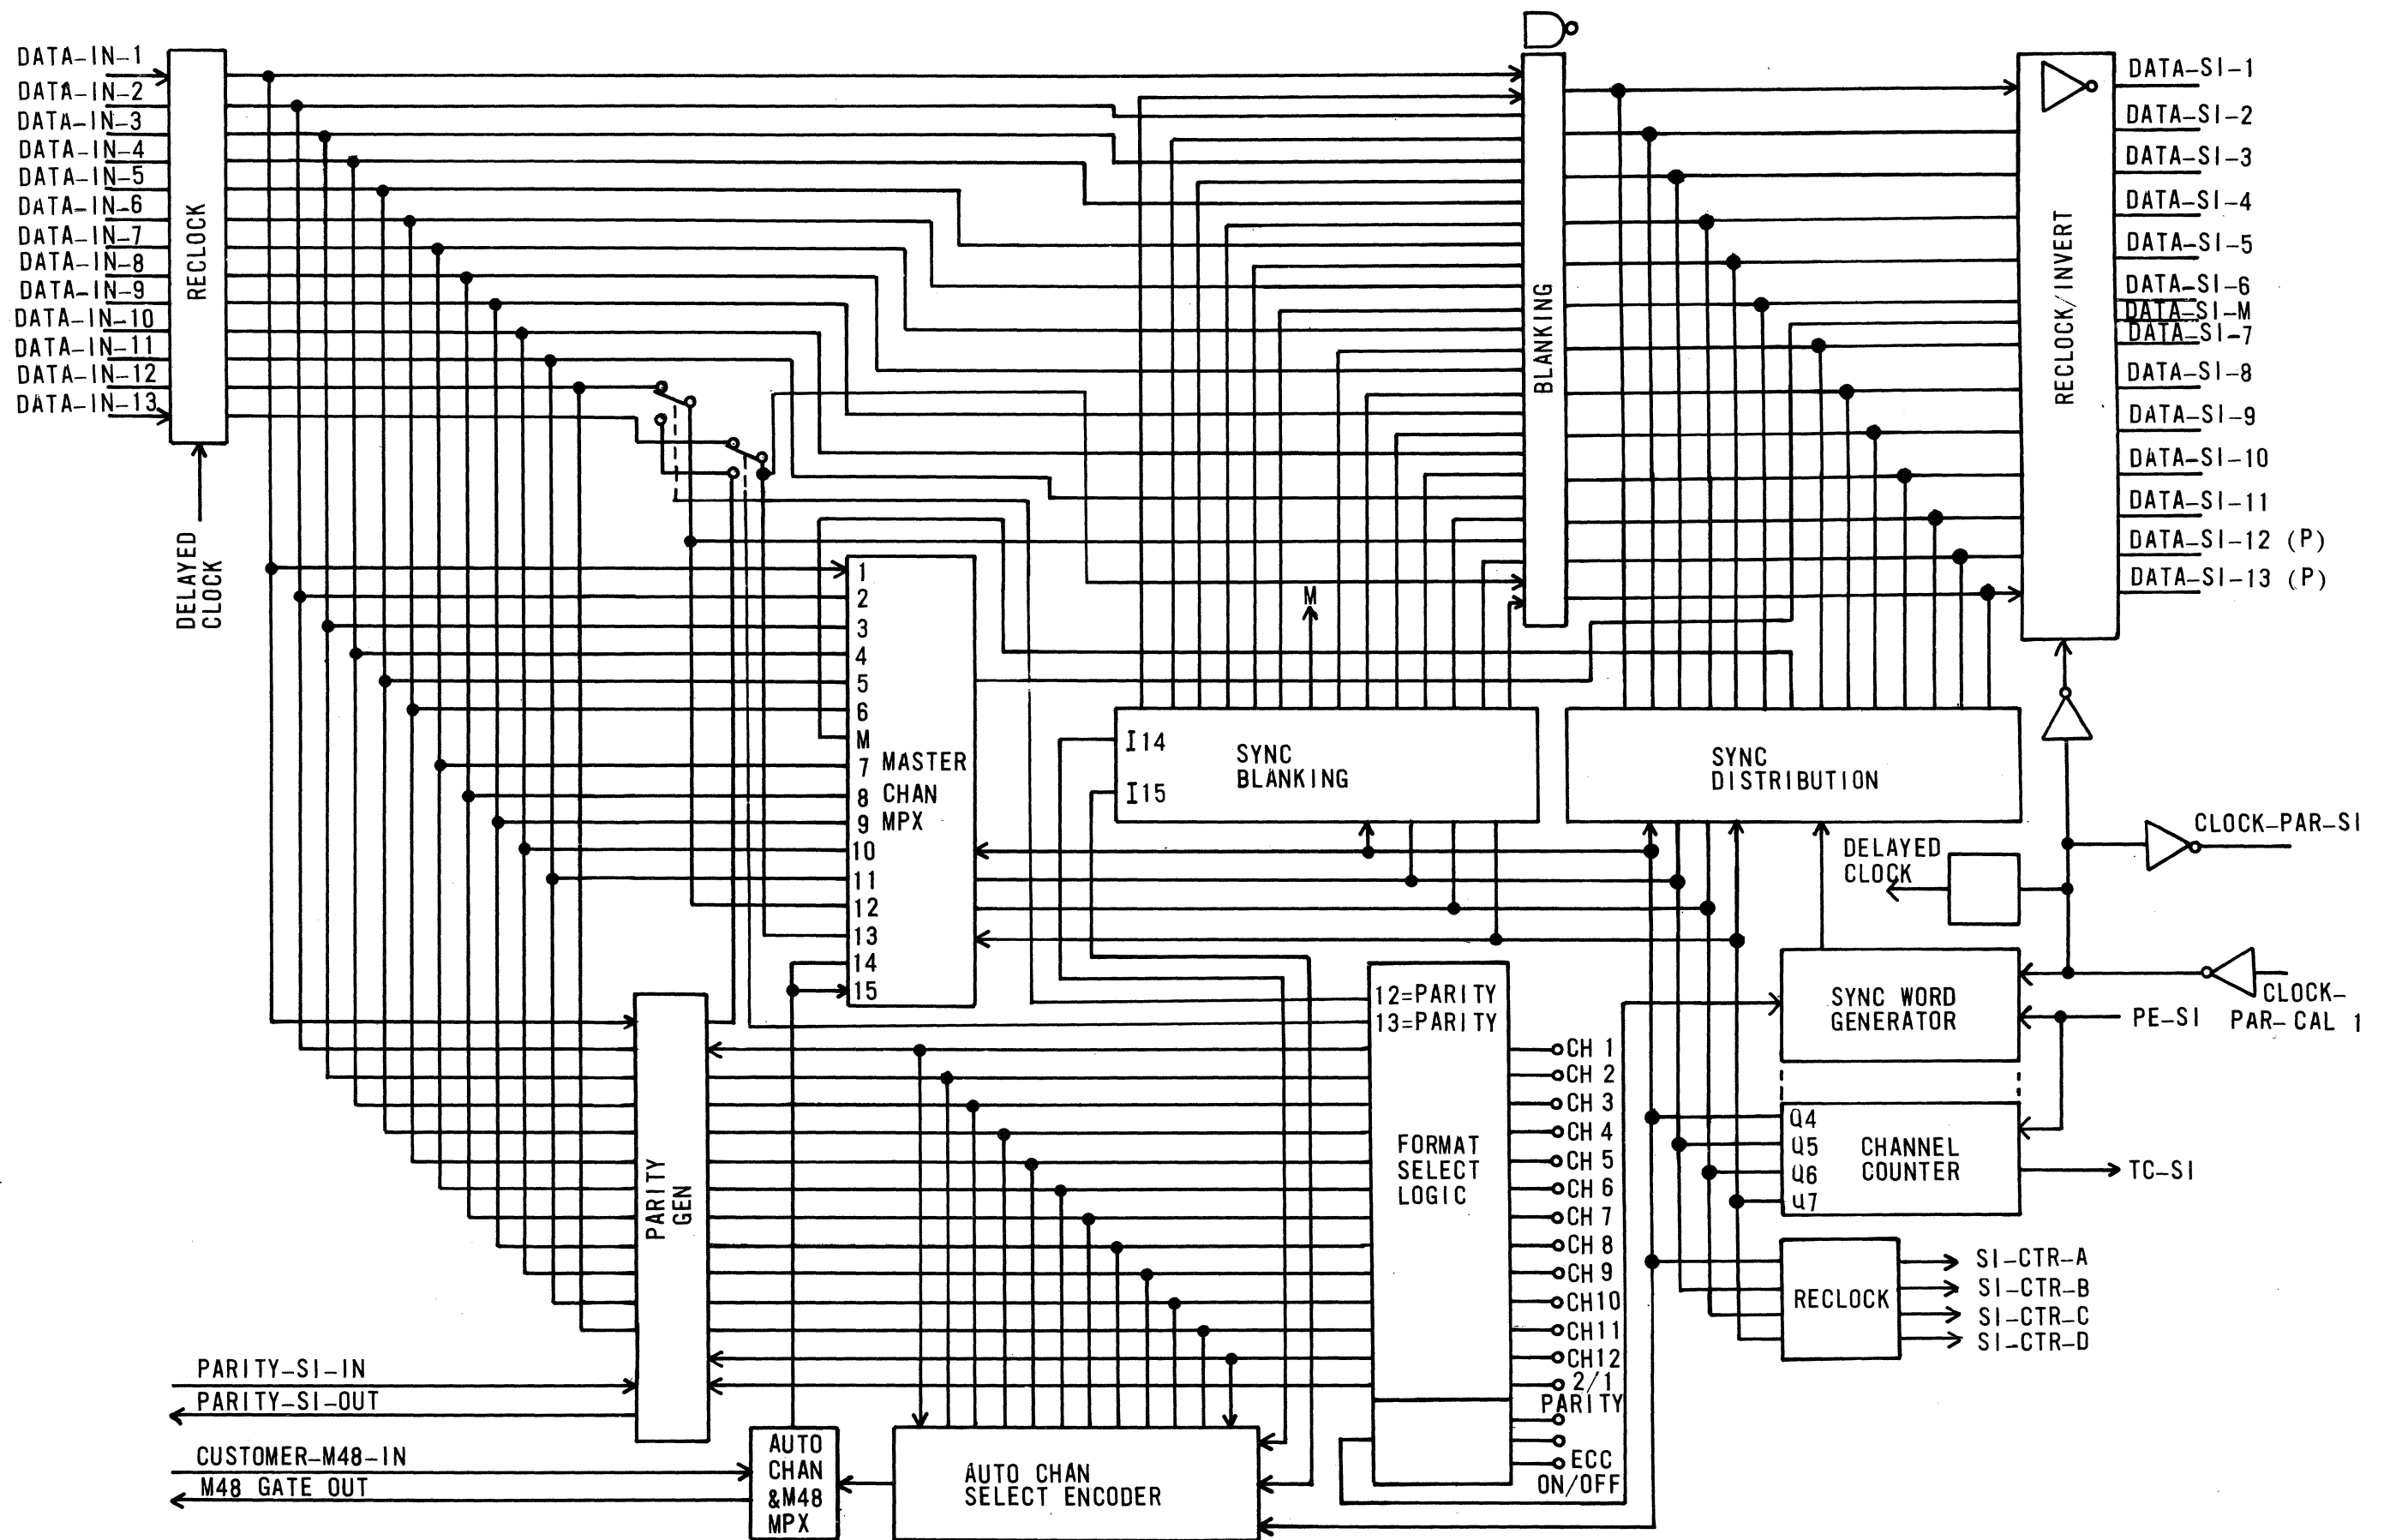 DATA-IN-1
DATA-IN-2
DATA-IN-3
DATA-IN-4
DATA-IN-5
DATA-IN-6
DATA-IN-7
DATA-IN-8
DATA-IN-9
DATA-IN-10
DATA-IN-11
DATA-IN-12
DATA-IN-13
RECLOCK
DELAYED
CLOCK
BLANKING
RECLOCK/INVERT
DATA-SI-1
DATA-SI-2
DATA-SI-3
DATA-SI-4
DATA-SI-5
DATA-SI-6
DATA-SI-M
DATA-SI-7
DATA-SI-8
DATA-SI-9
DATA-SI-10
DATA-SI-11
DATA-SI-12 (P)
DATA-SI-13 (P)
1
2
3
4
5
6
M
7 MASTER
8 CHAN
9 MPX
10
11
12
13
14
15
M
I14
I15
SYNC
BLANKING
SYNC
DISTRIBUTION
CLOCK-PAR-SI
DELAYED
CLOCK
SYNC WORD
GENERATOR
CLOCK-
PAR-CAL 1
PE-SI
Q4
Q5
Q6
Q7
CHANNEL
COUNTER
TC-SI
RECLOCK
SI-CTR-A
SI-CTR-B
SI-CTR-C
SI-CTR-D
12=PARITY
13=PARITY
FORMAT
SELECT
LOGIC
CH 1
CH 2
CH 3
CH 4
CH 5
CH 6
CH 7
CH 8
CH 9
CH10
CH11
CH12
2/1
PARITY
ECC
ON/OFF
PARITY
GEN
PARITY-SI-IN
PARITY-SI-OUT
CUSTOMER-M48-IN
M48 GATE OUT
AUTO
CHAN
&M48
MPX
AUTO CHAN
SELECT ENCODER